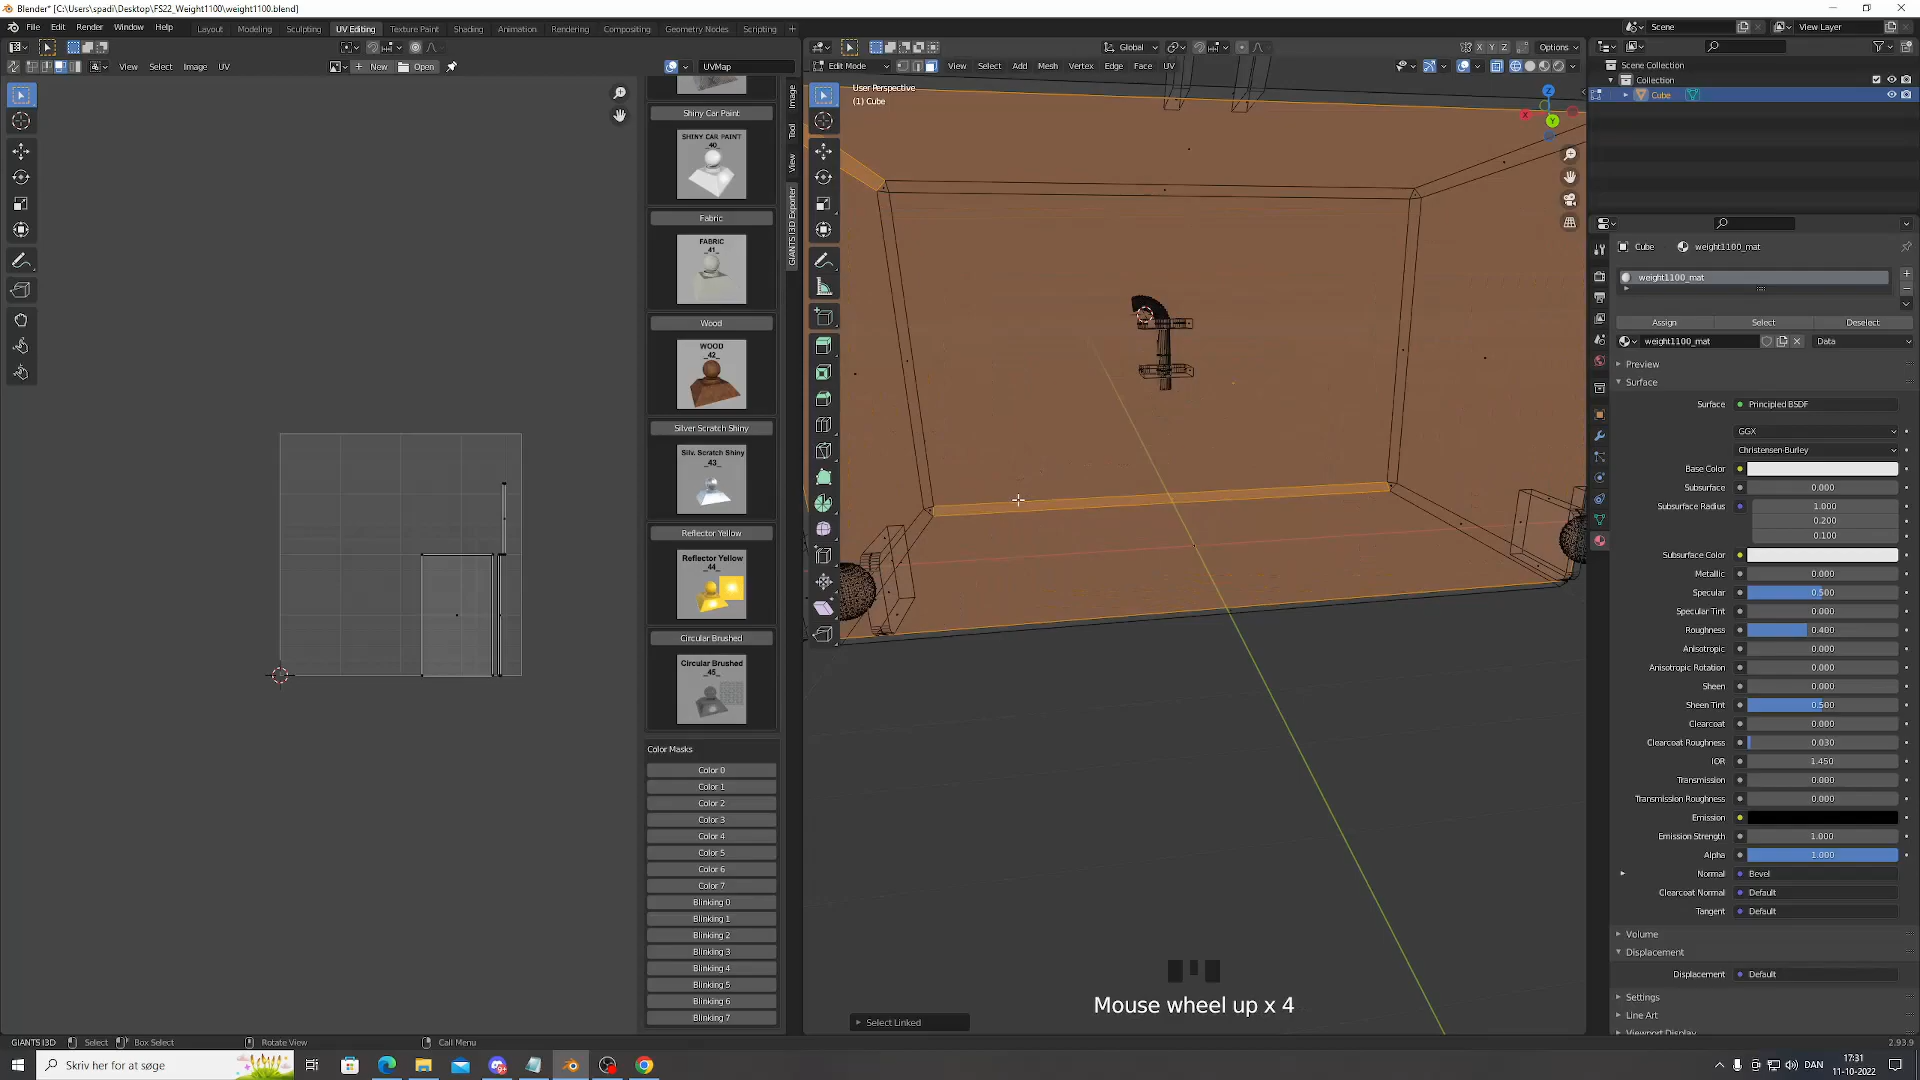 Blender* [C:\Users\spadi\Desktop\FS22_Weight1100\weight1100.blend]
File Edit Render Window Help Layout Modeling Sculpting UV Editing Texture Paint Shading Animation Rendering Compositing Geometry Nodes Scripting + Scene View Layer
Global Options
View Select Image UV New Open UVMap
Edit Mode View Select Add Mesh Vertex Edge Face UV
Scene Collection
Collection
Cube
User Perspective
(1) Cube
Z
X
Y
X Y Z
Image
Tool
View
GIANTS I3D Exporter
Shiny Car Paint
SHINY CAR PAINT
_40_
Fabric
FABRIC
_41_
Wood
WOOD
_42_
Silver Scratch Shiny
Silv. Scratch Shiny
_43_
Reflector Yellow
Reflector Yellow
_44_
Circular Brushed
Circular Brushed
_45_
Color Masks
Color 0
Color 1
Color 2
Color 3
Color 4
Color 5
Color 6
Color 7
Blinking 0
Blinking 1
Blinking 2
Blinking 3
Blinking 4
Blinking 5
Blinking 6
Blinking 7
Cube weight1100_mat
weight1100_mat
Assign Select Deselect
weight1100_mat Data
Preview
Surface
Surface Principled BSDF
GGX
Christensen-Burley
Base Color
Subsurface 0.000
Subsurface Radius 1.000
0.200
0.100
Subsurface Color
Metallic 0.000
Specular 0.500
Specular Tint 0.000
Roughness 0.400
Anisotropic 0.000
Anisotropic Rotation 0.000
Sheen 0.000
Sheen Tint 0.500
Clearcoat 0.000
Clearcoat Roughness 0.030
IOR 1.450
Transmission 0.000
Transmission Roughness 0.000
Emission
Emission Strength 1.000
Alpha 1.000
Normal Bevel
Clearcoat Normal Default
Tangent Default
Volume
Displacement
Displacement Default
Settings
Line Art
Viewport Display
Mouse wheel up x 4
Select Linked
GIANTS I3D Select Box Select Rotate View Call Menu 2.93.9
Skriv her for at søge
DAN
17:31
11-10-2022